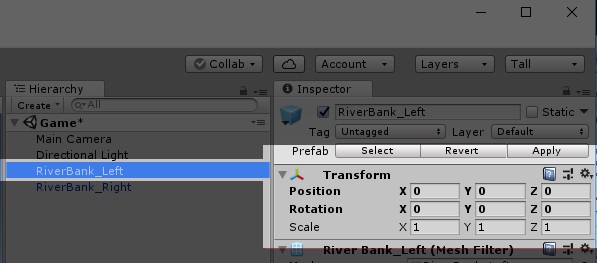 Collab
Account
Layers
Tall
Hierarchy
Create
All
Game*
Main Camera
Directional Light
RiverBank_Left
RiverBank_Right
Inspector
RiverBank_Left
Static
Tag Untagged Layer Default
Prefab Select Revert Apply
Transform
Position X 0 Y 0 Z 0
Rotation X 0 Y 0 Z 0
Scale X 1 Y 1 Z 1
River Bank_Left (Mesh Filter)